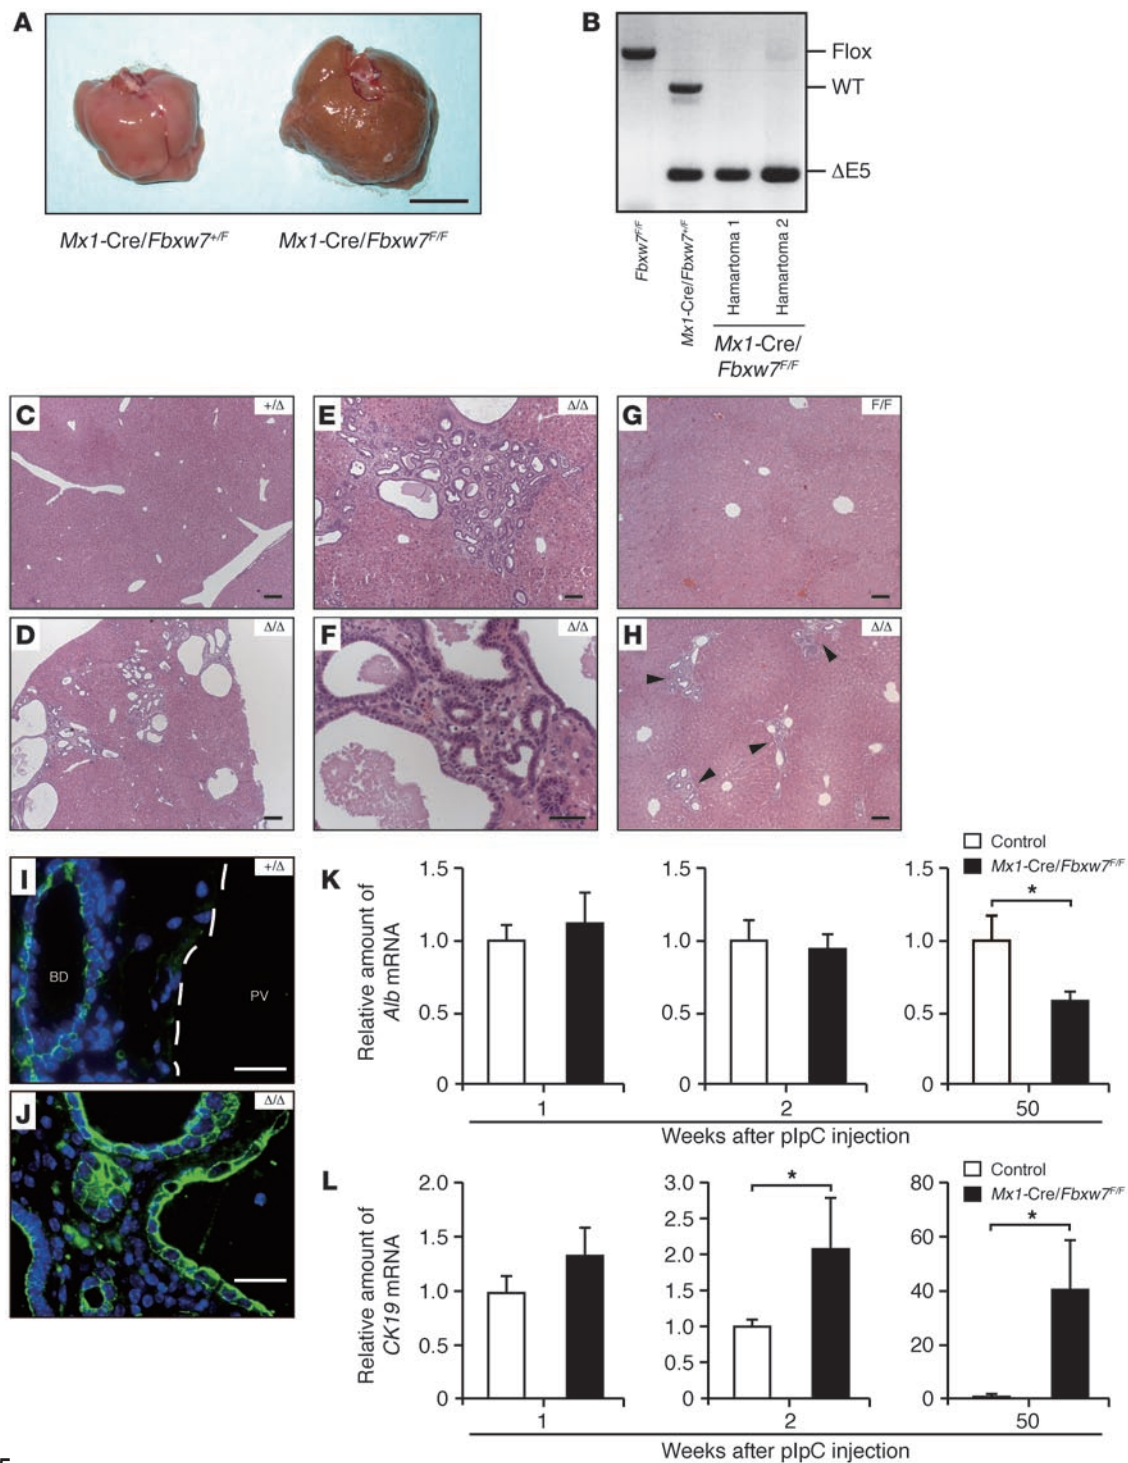 A
Mx1-Cre/Fbxw7+/F
Mx1-Cre/Fbxw7F/F
B
Flox
WT
ΔE5
Fbxw7F/F
Mx1-Cre/Fbxw7+/F
Hamartoma 1
Hamartoma 2
Mx1-Cre/
Fbxw7F/F
C
+/Δ
E
Δ/Δ
G
F/F
D
Δ/Δ
F
Δ/Δ
H
Δ/Δ
I
+/Δ
BD
PV
J
Δ/Δ
K
Control
Mx1-Cre/Fbxw7F/F
Relative amount of
Alb mRNA
1.5
1.0
0.5
0
1
1.5
1.0
0.5
0
2
1.5
1.0
0.5
0
*
50
Weeks after pIpC injection
L
Control
Mx1-Cre/Fbxw7F/F
Relative amount of
CK19 mRNA
2.0
1.5
1.0
0.5
0
1
3.0
2.5
2.0
1.5
1.0
0.5
0
*
2
80
60
40
20
0
*
50
Weeks after pIpC injection